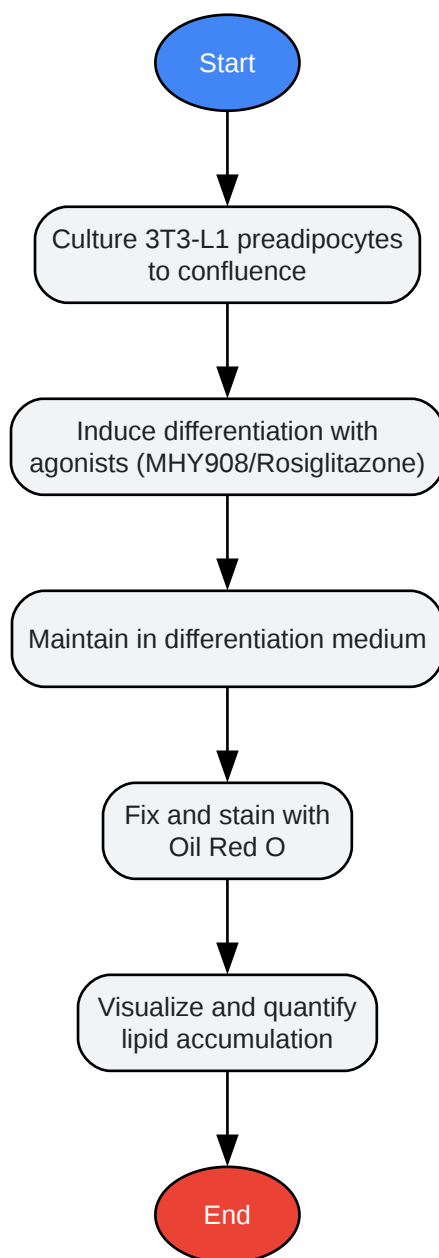 Start
Culture 3T3-L1 preadipocytes
to confluence
Induce differentiation with
agonists (MHY908/Rosiglitazone)
Maintain in differentiation medium
Fix and stain with
Oil Red O
Visualize and quantify
lipid accumulation
End